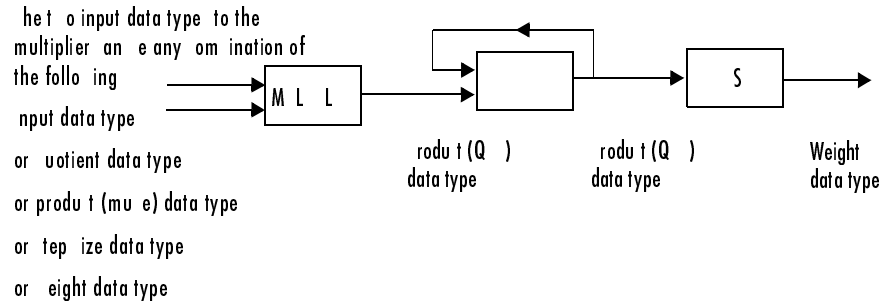 he t o input data type to the
multiplier an e any om ination of
the follo ing
nput data type
or uotient data type
or produ t (mu e) data type
or tep ize data type
or eight data type
M L L
S
rodu t (Q )
data type
rodu t (Q )
data type
Weight
data type